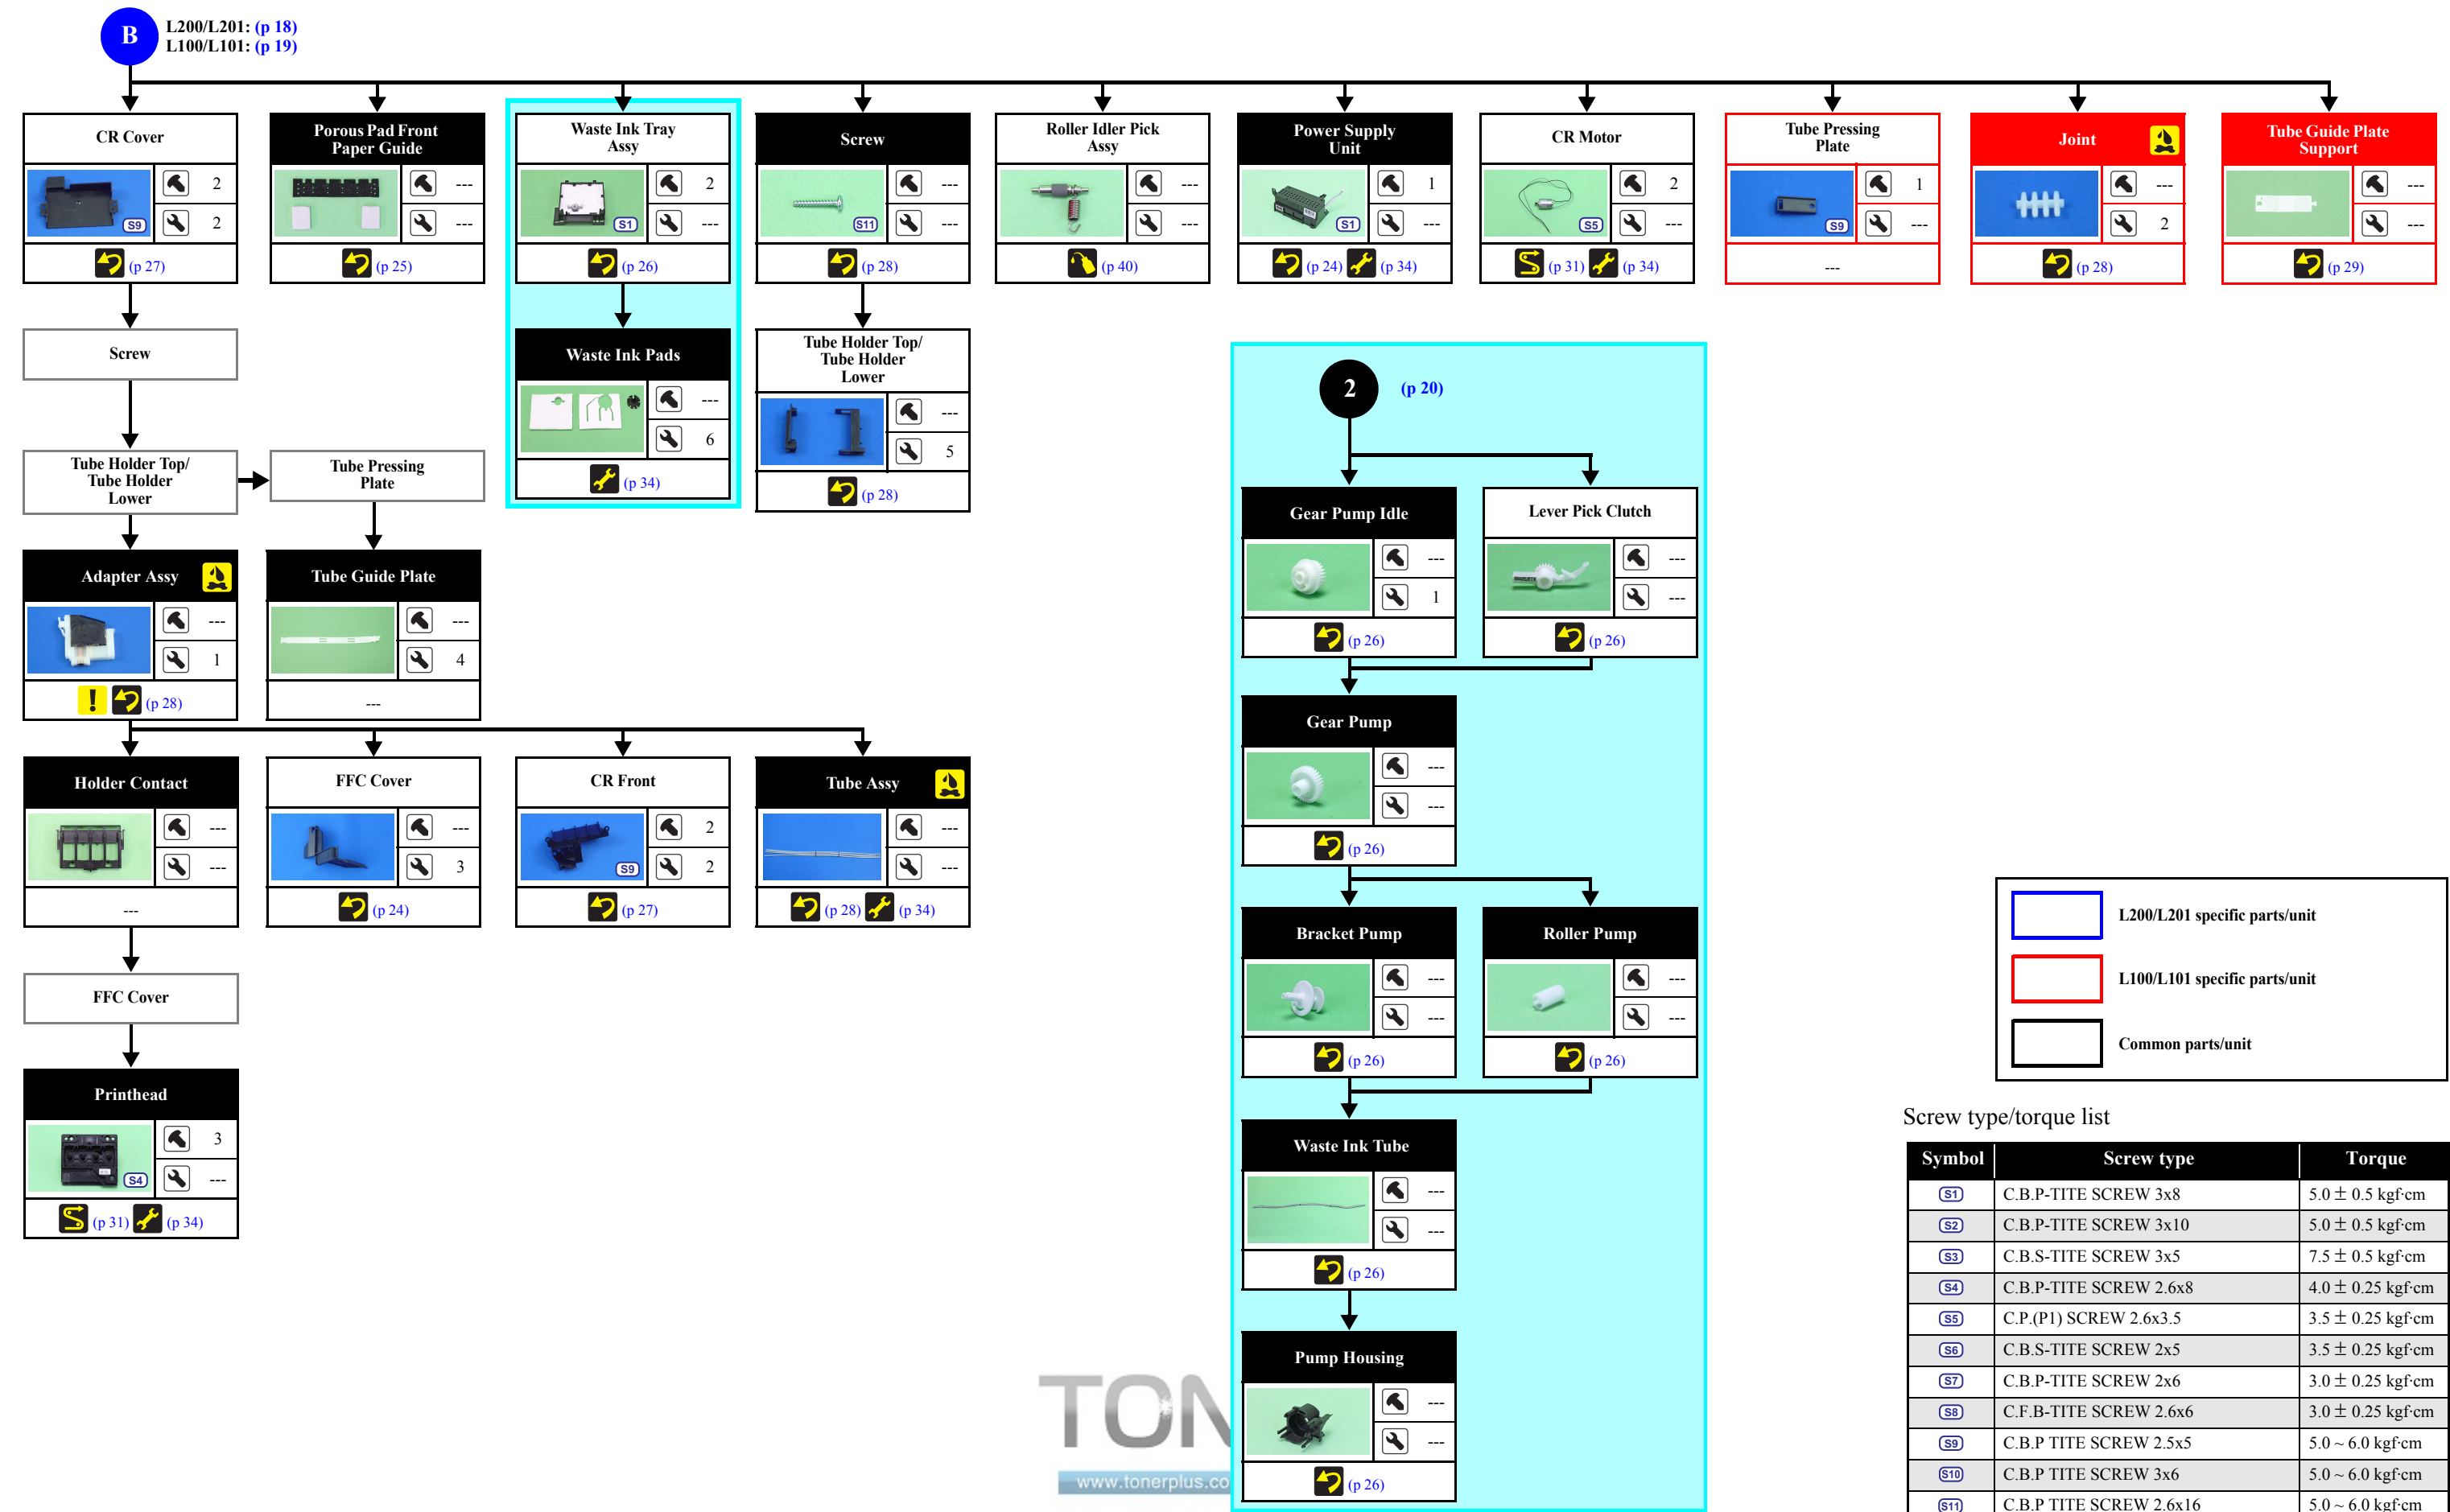 B
L200/L201: (p 18)
L100/L101: (p 19)
CR Cover
S9
2
2
(p 27)
Porous Pad Front
Paper Guide
---
---
(p 25)
Waste Ink Tray
Assy
S1
2
---
(p 26)
Screw
S11
---
---
(p 28)
Roller Idler Pick
Assy
---
---
(p 40)
Power Supply
Unit
S1
1
---
(p 24) (p 34)
CR Motor
S5
2
---
(p 31) (p 34)
Tube Pressing
Plate
S9
1
---
---
Joint
---
2
(p 28)
Tube Guide Plate
Support
---
---
(p 29)
Screw
Waste Ink Pads
---
6
(p 34)
Tube Holder Top/
Tube Holder
Lower
---
5
(p 28)
Tube Holder Top/
Tube Holder
Lower
Tube Pressing
Plate
Adapter Assy
---
1
! (p 28)
Tube Guide Plate
---
4
---
Holder Contact
---
---
---
FFC Cover
---
3
(p 24)
CR Front
S9
2
2
(p 27)
Tube Assy
---
---
(p 28) (p 34)
FFC Cover
Printhead
S4
3
---
(p 31) (p 34)
2
(p 20)
Gear Pump Idle
---
1
(p 26)
Lever Pick Clutch
---
---
(p 26)
Gear Pump
---
---
(p 26)
Bracket Pump
---
---
(p 26)
Roller Pump
---
---
(p 26)
Waste Ink Tube
---
---
(p 26)
Pump Housing
---
---
(p 26)
L200/L201 specific parts/unit
L100/L101 specific parts/unit
Common parts/unit
Screw type/torque list
Symbol Screw type Torque
S1 C.B.P-TITE SCREW 3x8 5.0 ± 0.5 kgf·cm
S2 C.B.P-TITE SCREW 3x10 5.0 ± 0.5 kgf·cm
S3 C.B.S-TITE SCREW 3x5 7.5 ± 0.5 kgf·cm
S4 C.B.P-TITE SCREW 2.6x8 4.0 ± 0.25 kgf·cm
S5 C.P.(P1) SCREW 2.6x3.5 3.5 ± 0.25 kgf·cm
S6 C.B.S-TITE SCREW 2x5 3.5 ± 0.25 kgf·cm
S7 C.B.P-TITE SCREW 2x6 3.0 ± 0.25 kgf·cm
S8 C.F.B-TITE SCREW 2.6x6 3.0 ± 0.25 kgf·cm
S9 C.B.P TITE SCREW 2.5x5 5.0 ~ 6.0 kgf·cm
S10 C.B.P TITE SCREW 3x6 5.0 ~ 6.0 kgf·cm
S11 C.B.P TITE SCREW 2.6x16 5.0 ~ 6.0 kgf·cm
TON
www.tonerplus.co